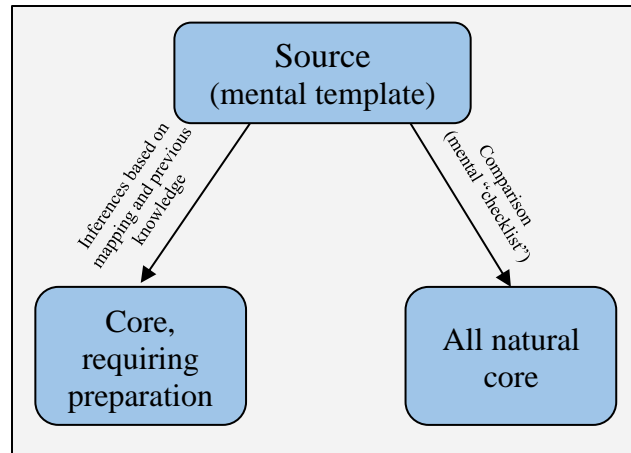 Source
(mental template)
Inferences based on
mapping and previous
knowledge
Comparison
(mental “checklist”)
Core,
requiring
preparation
All natural
core